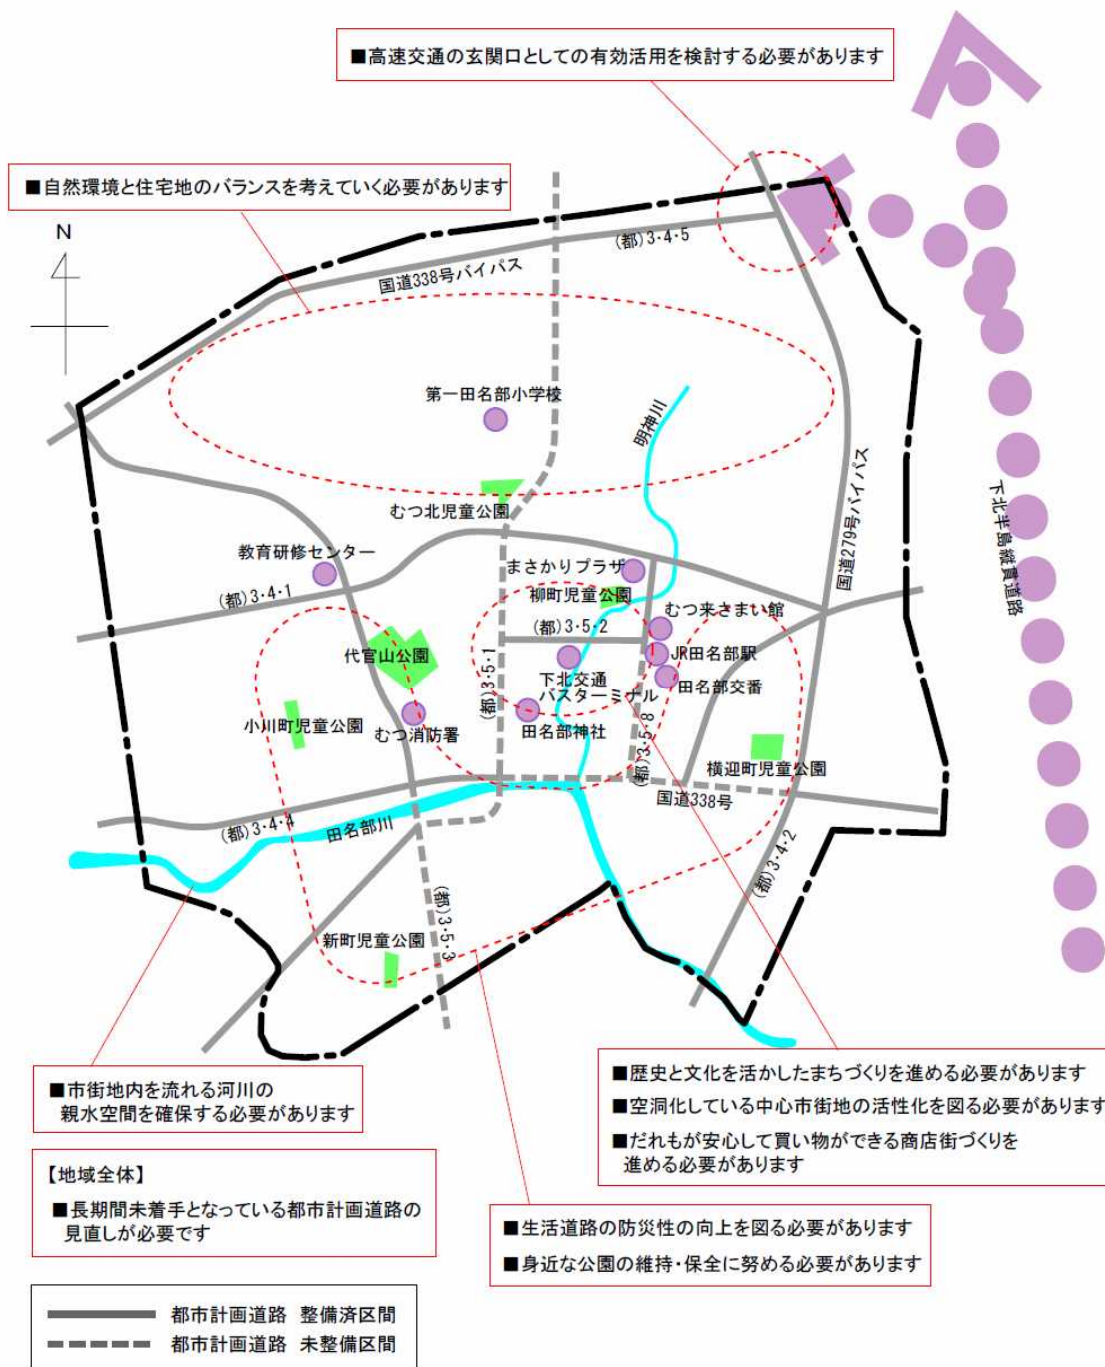 ■高速交通の玄関口としての有効活用を検討する必要があります
■自然環境と住宅地のバランスを考えていく必要があります
N
(都)3・4・5
国道338号バイパス
第一田名部小学校
明神川
むつ北児童公園
国道279号バイパス
下北半島縦貫道路
教育研修センター
まさかりプラザ
(都)3・4・1
柳町児童公園
むつ来さまい館
(都)3・5・2
代官山公園
JR田名部駅
(都)3・5・1
下北交通
バスターミナル
田名部交番
小川町児童公園
むつ消防署
田名部神社
(都)3・5・8
横迎町児童公園
国道338号
(都)3・4・4
田名部川
(都)3・4・2
(都)3・5・3
新町児童公園
■市街地内を流れる河川の
親水空間を確保する必要があります
■歴史と文化を活かしたまちづくりを進める必要があります
■空洞化している中心市街地の活性化を図る必要があります
■だれもが安心して買い物ができる商店街づくりを
進める必要があります
【地域全体】
■長期間未着手となっている都市計画道路の
見直しが必要です
■生活道路の防災性の向上を図る必要があります
■身近な公園の維持・保全に努める必要があります
都市計画道路 整備済区間
都市計画道路 未整備区間